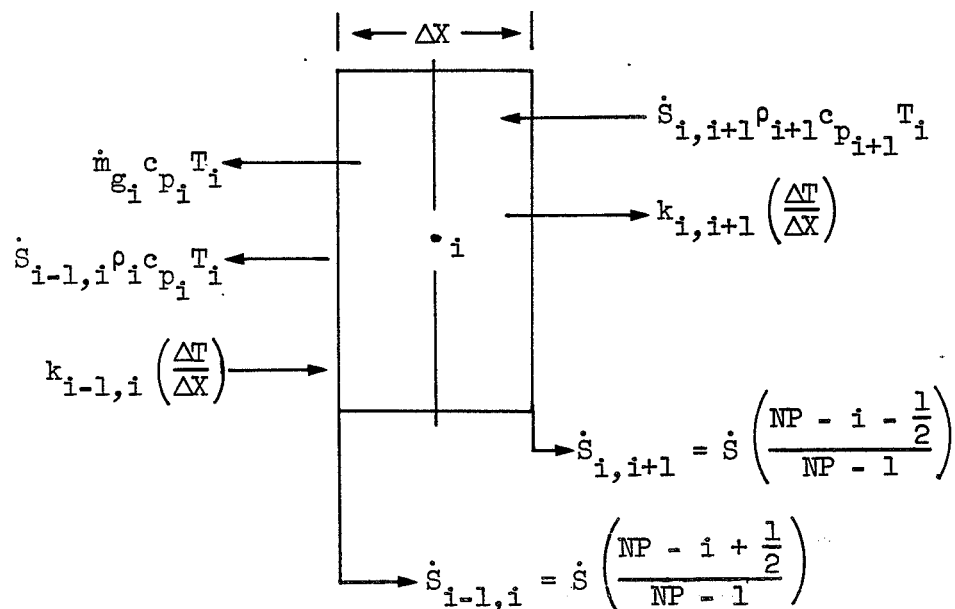 ΔX
ṁ_{g_i} c_{p_i} T_i
Ṡ_{i,i+1} ρ_{i+1} c_{p_{i+1}} T_i
k_{i,i+1} (ΔT/ΔX)
i
Ṡ_{i-1,i} ρ_i c_{p_i} T_i
k_{i-1,i} (ΔT/ΔX)
Ṡ_{i,i+1} = Ṡ ((NP - i - 1/2)/(NP - 1))
Ṡ_{i-1,i} = Ṡ ((NP - i + 1/2)/(NP - 1))